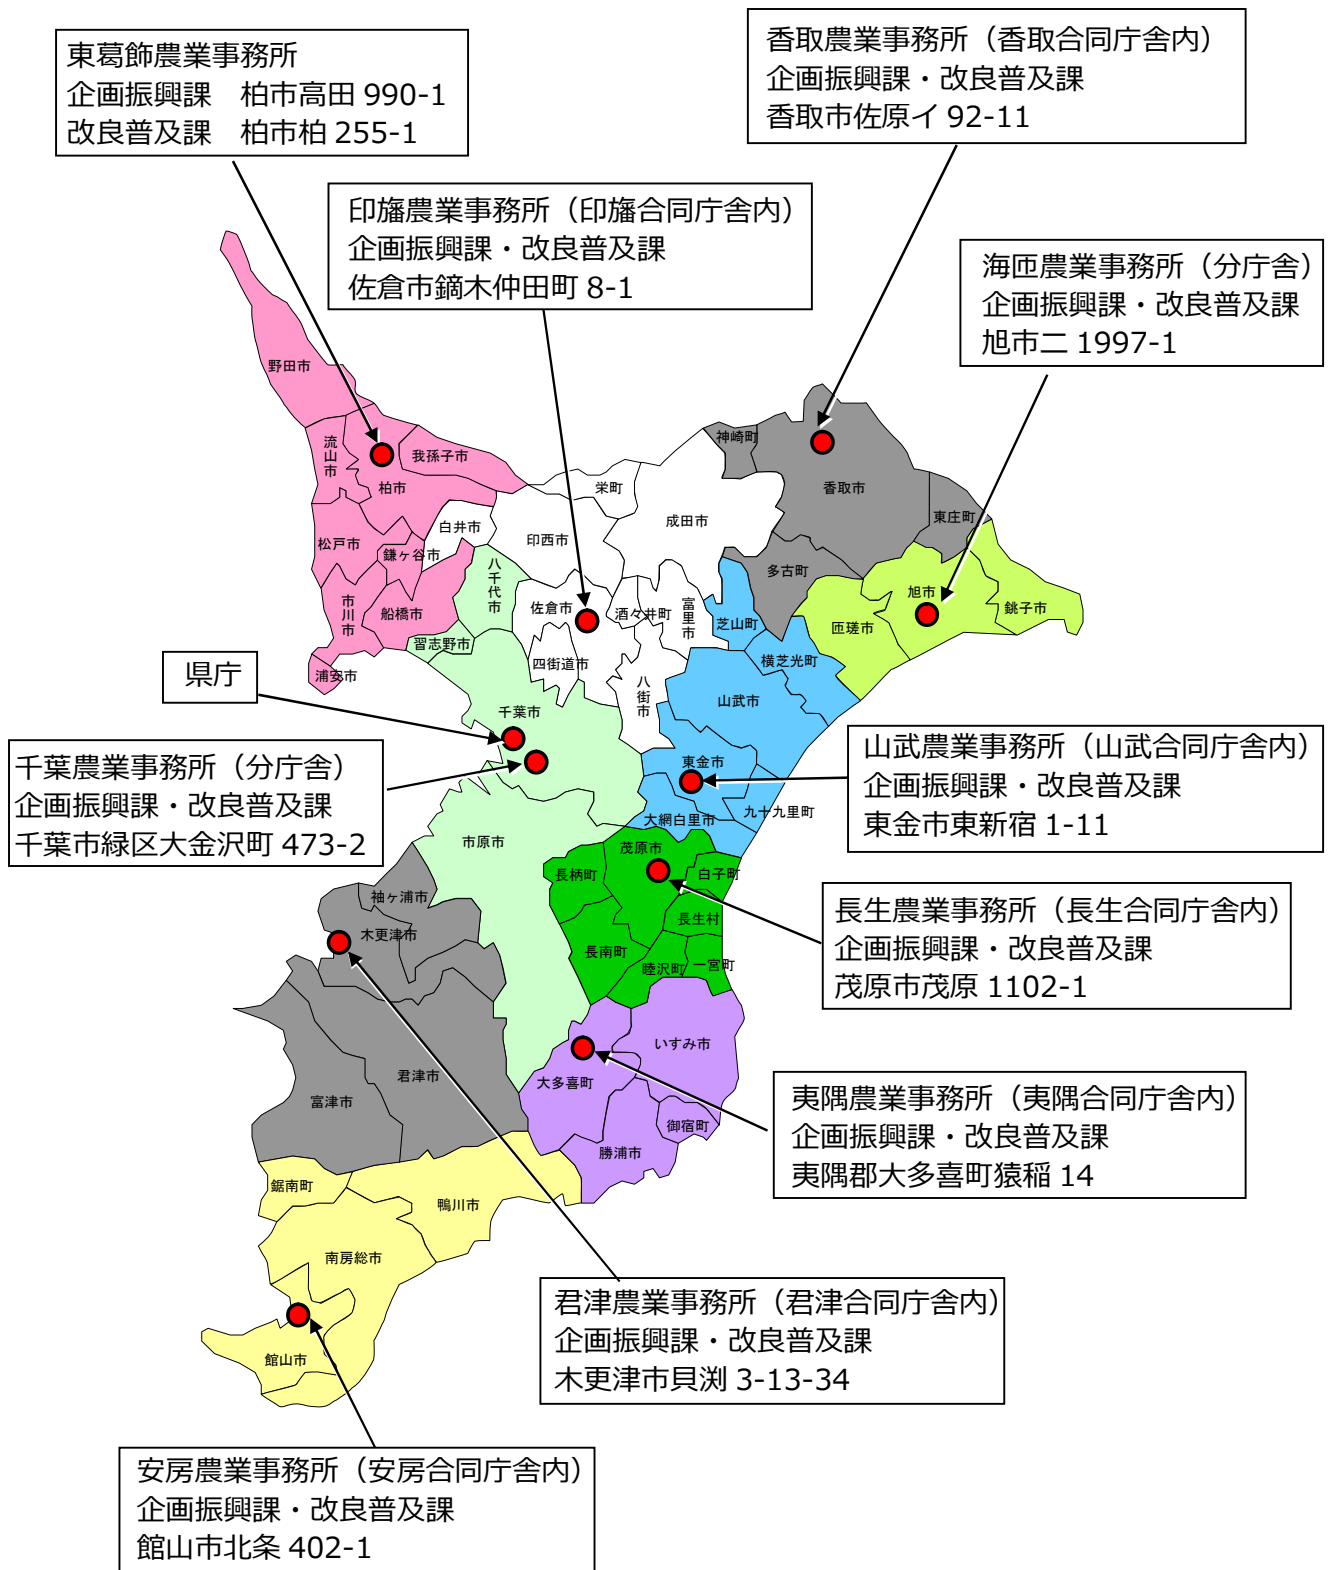 東葛飾農業事務所
企画振興課　柏市高田 990-1
改良普及課　柏市柏 255-1
香取農業事務所（香取合同庁舎内）
企画振興課・改良普及課
香取市佐原イ 92-11
印旛農業事務所（印旛合同庁舎内）
企画振興課・改良普及課
佐倉市鏑木仲田町 8-1
海匝農業事務所（分庁舎）
企画振興課・改良普及課
旭市ニ 1997-1
野田市
流山市
我孫子市
柏市
神崎町
香取市
東庄町
栄町
成田市
白井市
印西市
松戸市
鎌ヶ谷市
八千代市
多古町
市川市
船橋市
佐倉市
酒々井町
富里市
芝山町
旭市
銚子市
匝瑳市
習志野市
浦安市
四街道市
八街市
横芝光町
山武市
県庁
千葉市
千葉農業事務所（分庁舎）
企画振興課・改良普及課
千葉市緑区大金沢町 473-2
東金市
九十九里町
大網白里市
山武農業事務所（山武合同庁舎内）
企画振興課・改良普及課
東金市東新宿 1-11
市原市
茂原市
長柄町
白子町
長生村
長南町
睦沢町
一宮町
袖ヶ浦市
木更津市
長生農業事務所（長生合同庁舎内）
企画振興課・改良普及課
茂原市茂原 1102-1
いすみ市
大多喜町
君津市
富津市
御宿町
勝浦市
夷隅農業事務所（夷隅合同庁舎内）
企画振興課・改良普及課
夷隅郡大多喜町猿稲 14
鋸南町
鴨川市
南房総市
館山市
君津農業事務所（君津合同庁舎内）
企画振興課・改良普及課
木更津市貝渕 3-13-34
安房農業事務所（安房合同庁舎内）
企画振興課・改良普及課
館山市北条 402-1